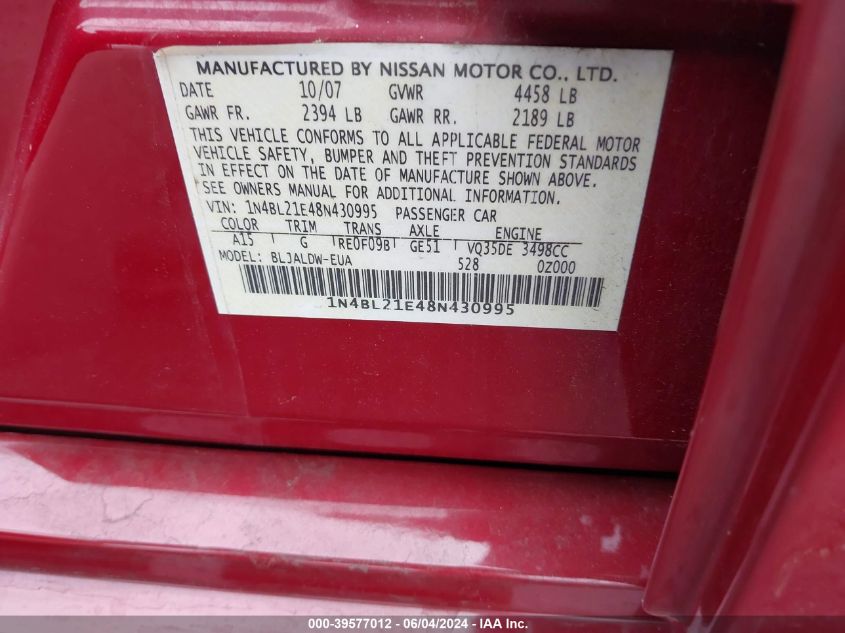 MANUFACTURED BY NISSAN MOTOR CO., LTD.
DATE 10/07 GVWR 4458 LB
GAWR FR. 2394 LB GAWR RR. 2189 LB
THIS VEHICLE CONFORMS TO ALL APPLICABLE FEDERAL MOTOR
VEHICLE SAFETY, BUMPER AND THEFT PREVENTION STANDARDS
IN EFFECT ON THE DATE OF MANUFACTURE SHOWN ABOVE.
SEE OWNERS MANUAL FOR ADDITIONAL INFORMATION.
VIN: 1N4BL21E48N430995 PASSENGER CAR
COLOR TRIM TRANS AXLE ENGINE
A15 G RE0F09B GE51 VQ35DE 3498CC
MODEL: BLJALDW-EUA 528 0Z000
1N4BL21E48N430995
000-39577012 - 06/04/2024 - IAA Inc.